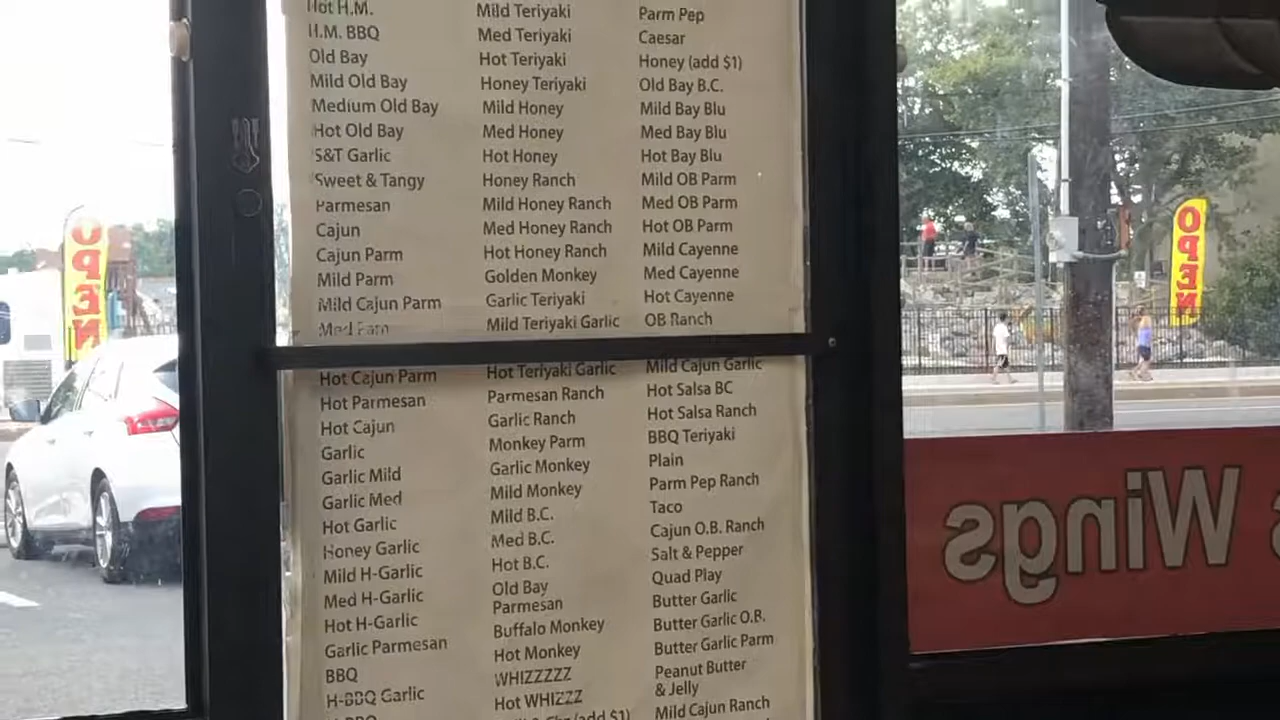 Hot H.M.
H.M. BBQ
Old Bay
Mild Old Bay
Medium Old Bay
Hot Old Bay
S&T Garlic
Sweet & Tangy
Parmesan
Cajun
Cajun Parm
Mild Parm
Mild Cajun Parm
Med Parm
Hot Cajun Parm
Hot Parmesan
Hot Cajun
Garlic
Garlic Mild
Garlic Med
Hot Garlic
Honey Garlic
Mild H-Garlic
Med H-Garlic
Hot H-Garlic
Garlic Parmesan
BBQ
H-BBQ Garlic
Mild Teriyaki
Med Teriyaki
Hot Teriyaki
Honey Teriyaki
Mild Honey
Med Honey
Hot Honey
Honey Ranch
Mild Honey Ranch
Med Honey Ranch
Hot Honey Ranch
Golden Monkey
Garlic Teriyaki
Mild Teriyaki Garlic
Hot Teriyaki Garlic
Parmesan Ranch
Garlic Ranch
Monkey Parm
Garlic Monkey
Mild Monkey
Mild B.C.
Med B.C.
Hot B.C.
Old Bay
Parmesan
Buffalo Monkey
Hot Monkey
WHIZZZZZ
Hot WHIZZZ
(add $1)
Parm Pep
Caesar
Honey (add $1)
Old Bay B.C.
Mild Bay Blu
Med Bay Blu
Hot Bay Blu
Mild OB Parm
Med OB Parm
Hot OB Parm
Mild Cayenne
Med Cayenne
Hot Cayenne
OB Ranch
Mild Cajun Garlic
Hot Salsa BC
Hot Salsa Ranch
BBQ Teriyaki
Plain
Parm Pep Ranch
Taco
Cajun O.B. Ranch
Salt & Pepper
Quad Play
Butter Garlic
Butter Garlic O.B.
Butter Garlic Parm
Peanut Butter
& Jelly
Mild Cajun Ranch
OPEN
OPEN
s Wings